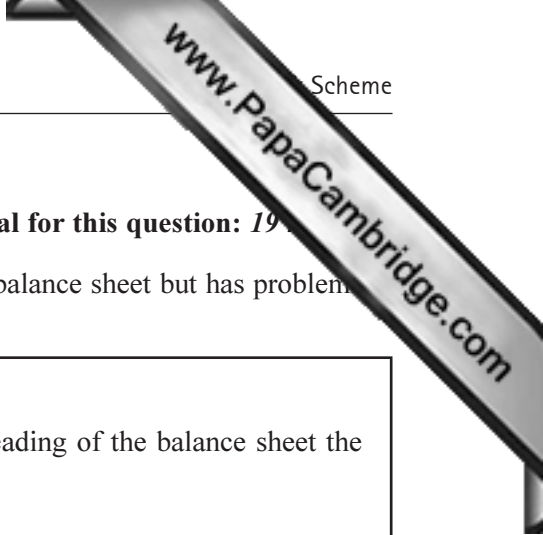 www.PapaCambridge.com
Scheme
al for this question: 19
balance sheet but has problem
eading of the balance sheet the